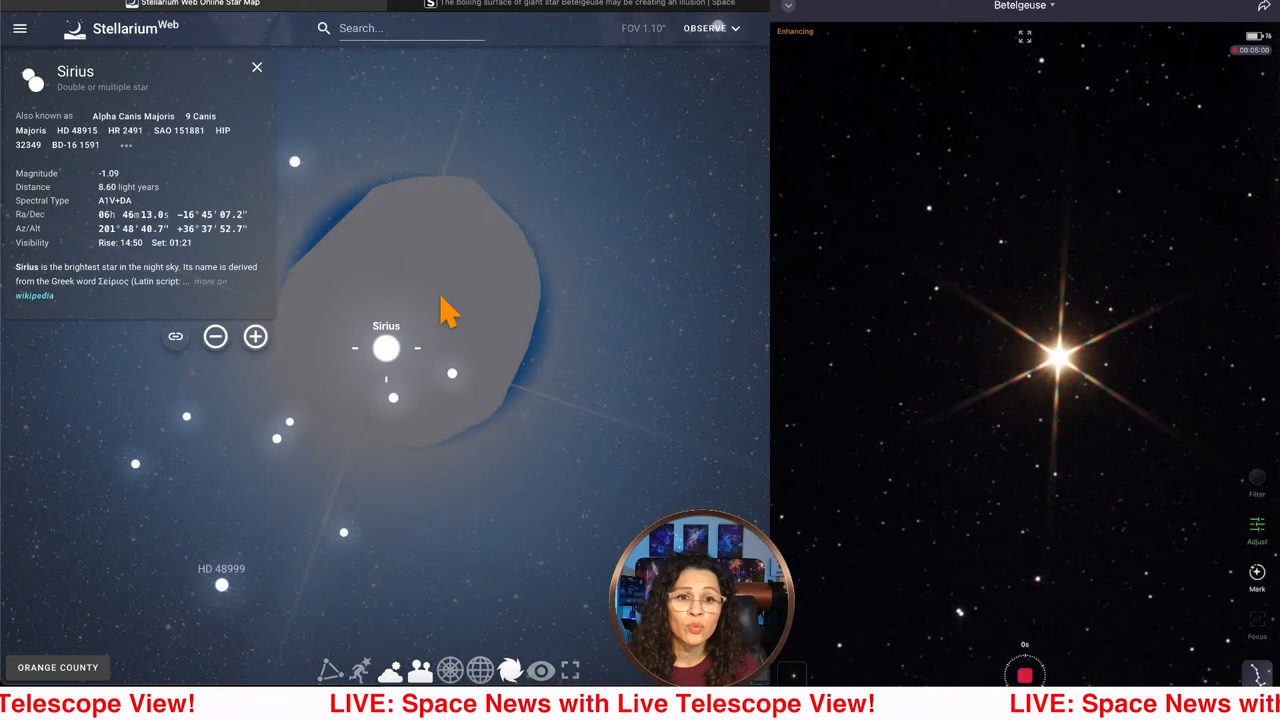 Stellarium Web Online Star Map
The boiling surface of giant star Betelgeuse may be creating an illusion | Space
StellariumWeb
Search...
FOV 1.10°
OBSERVE
Sirius
Double or multiple star
Also known as Alpha Canis Majoris 9 Canis
Majoris HD 48915 HR 2491 SAO 151881 HIP
32349 BD-16 1591 •••
Magnitude -1.09
Distance 8.60 light years
Spectral Type A1V+DA
Ra/Dec 06h 46m13.0s -16°45'07.2"
Az/Alt 201°48'40.7" +36°37'52.7"
Visibility Rise: 14:50 Set: 01:21
Sirius is the brightest star in the night sky. Its name is derived
from the Greek word Σείριος (Latin script: ... more on
wikipedia
Sirius
HD 48999
ORANGE COUNTY
Betelgeuse
Enhancing
76
00:05:00
Filter
Adjust
Mark
Focus
0s
Telescope View! LIVE: Space News with Live Telescope View! LIVE: Space News wit